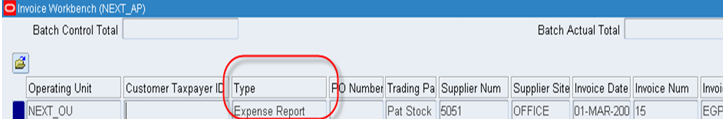 Invoice Workbench (NEXT_AP)
Batch Control Total Batch Actual Total
Operating Unit Customer Taxpayer ID Type PO Number Trading Pa Supplier Num Supplier Site Invoice Date Invoice Num Invoi
NEXT_OU Expense Report Pat Stock 5051 OFFICE 01-MAR-200 15 EGP